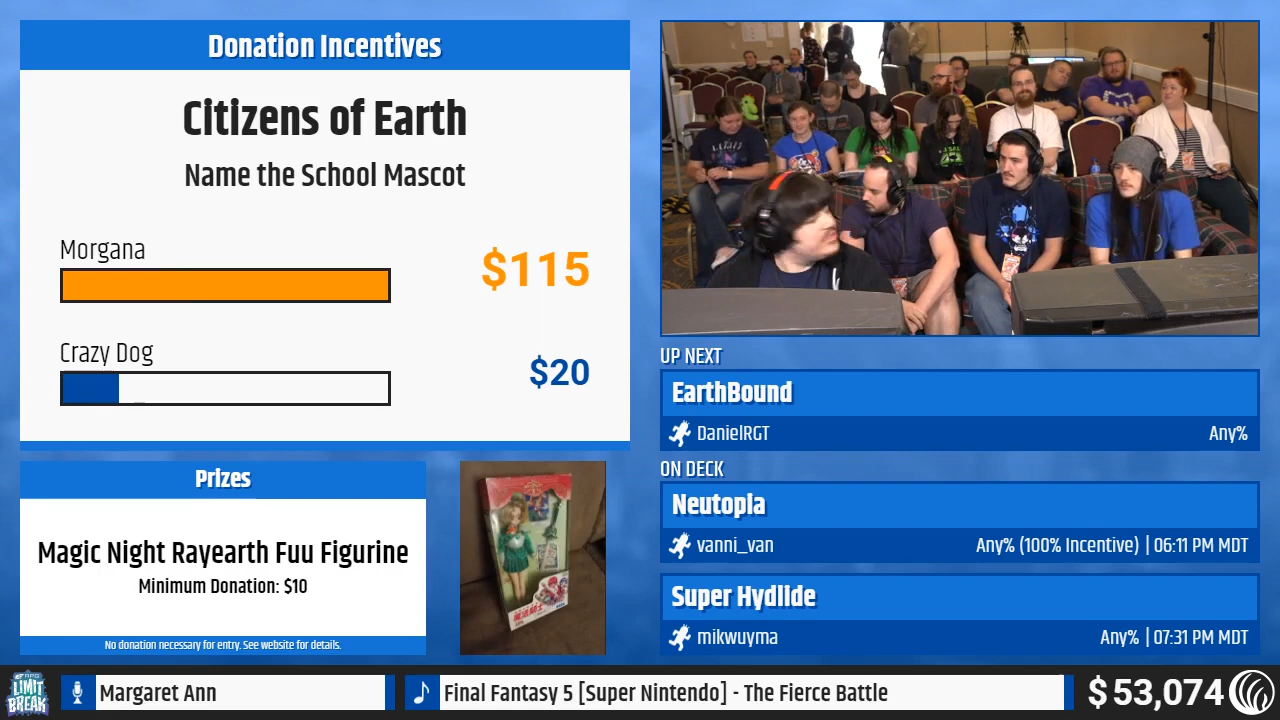 Donation Incentives
Citizens of Earth
Name the School Mascot
Morgana
$115
Crazy Dog
$20
Prizes
Magic Night Rayearth Fuu Figurine
Minimum Donation: $10
No donation necessary for entry. See website for details.
UP NEXT
EarthBound
DanielRGT
Any%
ON DECK
Neutopia
vanni_van
Any% (100% Incentive) | 06:11 PM MDT
Super Hydlide
mikwuyma
Any% | 07:31 PM MDT
RPG
LIMIT
BREAK
Margaret Ann
Final Fantasy 5 [Super Nintendo] - The Fierce Battle
$53,074